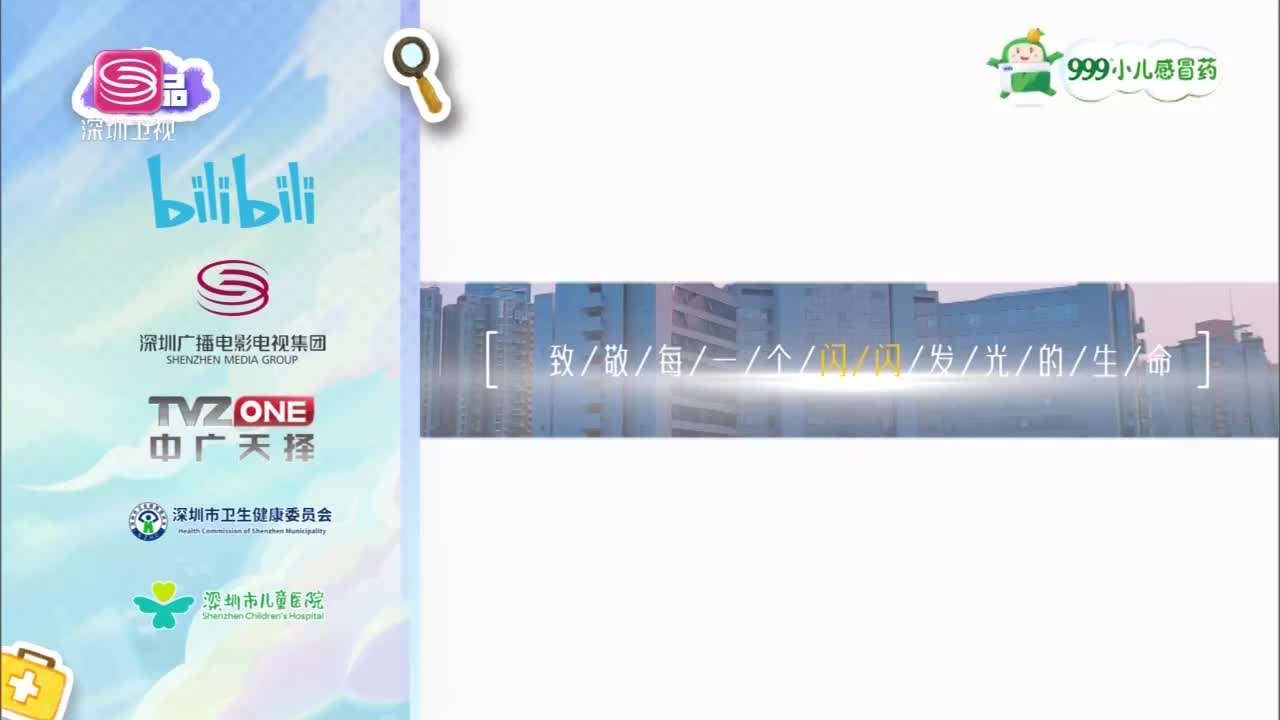 品
深圳卫视
999小儿感冒药
bilibili
深圳广播电影电视集团
SHENZHEN MEDIA GROUP
致/敬/每/一/个/闪/闪/发/光/的/生/命
TVZONE
中广天择
深圳市卫生健康委员会
Health Commission of Shenzhen Municipality
深圳市儿童医院
Shenzhen Children's Hospital